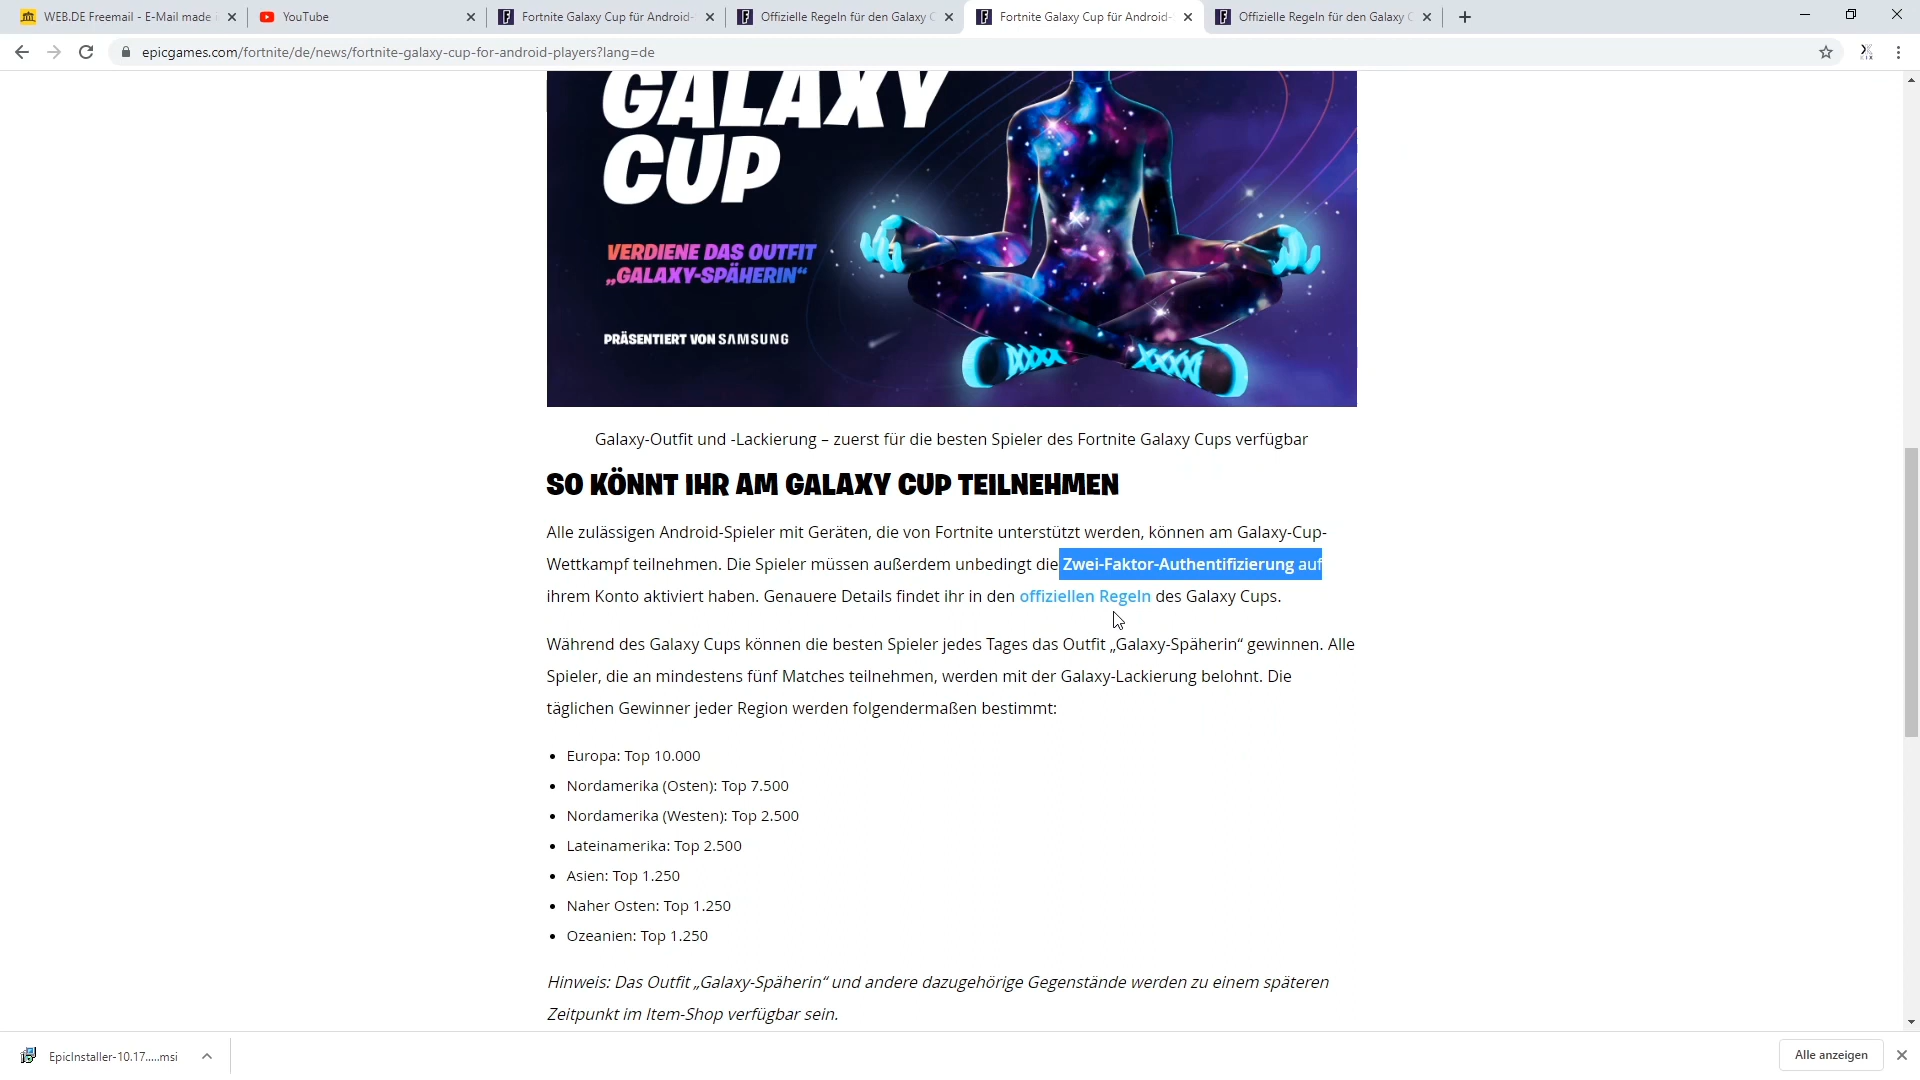 WEB.DE Freemail - E-Mail made
YouTube
Fortnite Galaxy Cup für Android-
Offizielle Regeln für den Galaxy C
Fortnite Galaxy Cup für Android-
Offizielle Regeln für den Galaxy C
epicgames.com/fortnite/de/news/fortnite-galaxy-cup-for-android-players?lang=de
GALAXY
CUP
VERDIENE DAS OUTFIT
„GALAXY-SPÄHERIN“
PRÄSENTIERT VON SAMSUNG
Galaxy-Outfit und -Lackierung – zuerst für die besten Spieler des Fortnite Galaxy Cups verfügbar
SO KÖNNT IHR AM GALAXY CUP TEILNEHMEN
Alle zulässigen Android-Spieler mit Geräten, die von Fortnite unterstützt werden, können am Galaxy-Cup-
Wettkampf teilnehmen. Die Spieler müssen außerdem unbedingt die Zwei-Faktor-Authentifizierung auf
ihrem Konto aktiviert haben. Genauere Details findet ihr in den offiziellen Regeln des Galaxy Cups.
Während des Galaxy Cups können die besten Spieler jedes Tages das Outfit „Galaxy-Späherin“ gewinnen. Alle
Spieler, die an mindestens fünf Matches teilnehmen, werden mit der Galaxy-Lackierung belohnt. Die
täglichen Gewinner jeder Region werden folgendermaßen bestimmt:
• Europa: Top 10.000
• Nordamerika (Osten): Top 7.500
• Nordamerika (Westen): Top 2.500
• Lateinamerika: Top 2.500
• Asien: Top 1.250
• Naher Osten: Top 1.250
• Ozeanien: Top 1.250
Hinweis: Das Outfit „Galaxy-Späherin“ und andere dazugehörige Gegenstände werden zu einem späteren
Zeitpunkt im Item-Shop verfügbar sein.
EpicInstaller-10.17.....msi
Alle anzeigen